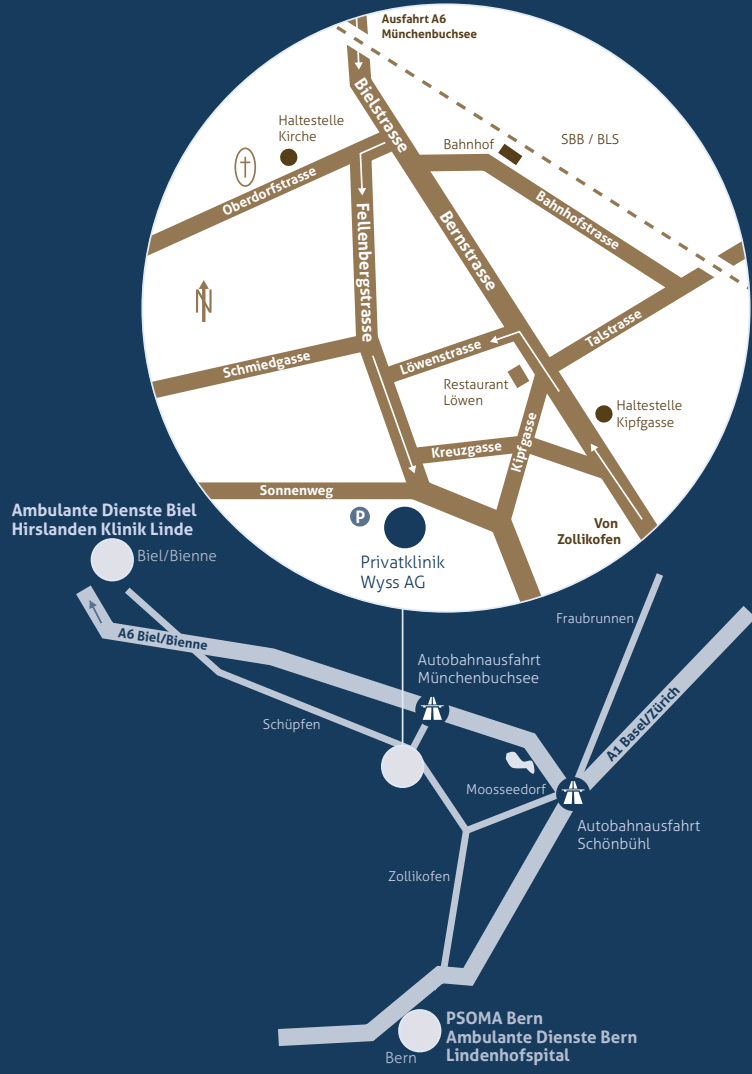 Ausfahrt A6
Münchenbuchsee
Bielstrasse
Haltestelle
Kirche
Bahnhof
SBB / BLS
Oberdorfstrasse
Fellenbergstrasse
Bernstrasse
Bahnhofstrasse
N
Talstrasse
Schmiedgasse
Löwenstrasse
Restaurant
Löwen
Haltestelle
Kipfgasse
Kipfgasse
Kreuzgasse
Sonnenweg
P
Von
Zollikofen
Privatklinik
Wyss AG
Ambulante Dienste Biel
Hirslanden Klinik Linde
Biel/Bienne
A6 Biel/Bienne
Fraubrunnen
Autobahnausfahrt
Münchenbuchsee
A1 Basel/Zürich
Schüpfen
Moosseedorf
Autobahnausfahrt
Schönbühl
Zollikofen
PSOMA Bern
Ambulante Dienste Bern
Lindenhofspital
Bern